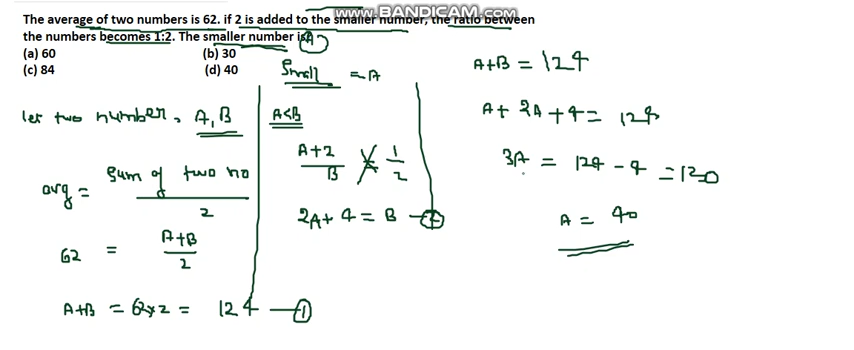 WWW.BANDICAM.COM
The average of two numbers is 62. if 2 is added to the smaller number, the ratio between
the numbers becomes 1:2. The smaller number is A
(a) 60 (b) 30
(c) 84 (d) 40
Small = A
let two number, A, B
A<B
avg = Sum of two no / 2
62 = A+B / 2
A+B = 62x2 = 124 — 1
A+2 / B = 1 / 2
2A + 4 = B — 2
A+B = 124
A + 2A + 4 = 124
3A = 124 - 4 = 120
A = 40